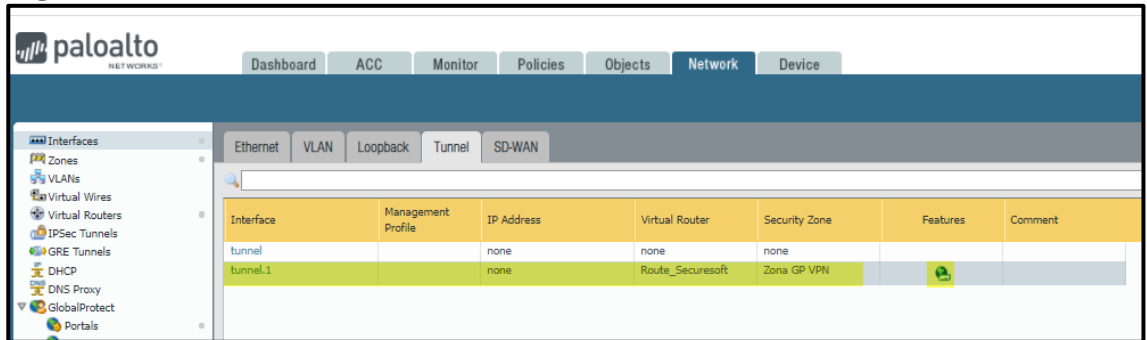 paloalto
NETWORKS
Dashboard ACC Monitor Policies Objects Network Device
Interfaces
Zones
VLANs
Virtual Wires
Virtual Routers
IPSec Tunnels
GRE Tunnels
DHCP
DNS Proxy
GlobalProtect
Portals
Ethernet VLAN Loopback Tunnel SD-WAN
Interface Management Profile IP Address Virtual Router Security Zone Features Comment
tunnel none none none
tunnel.1 none Route_Securesoft Zona GP VPN